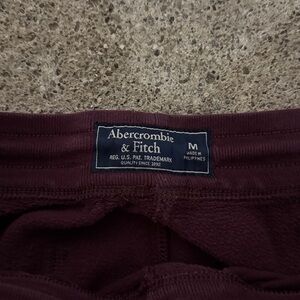 Abercrombie
& Fitch
REG. U.S. PAT. TRADEMARK
QUALITY SINCE 1892
M
MADE IN
PHILIPPINES